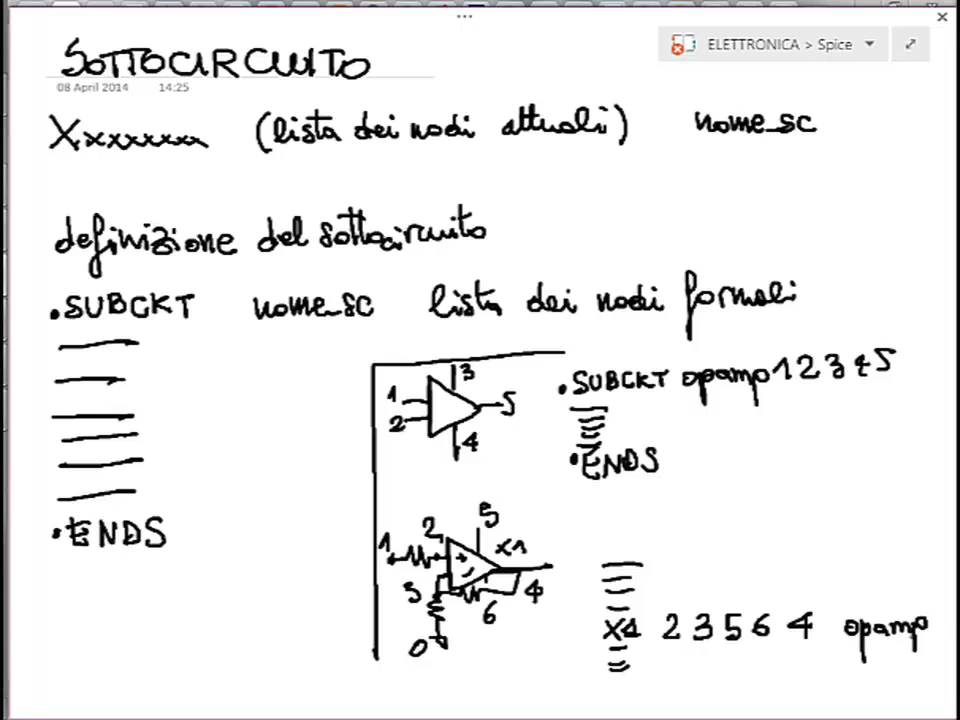 SOTTOCIRCUITO
ELETTRONICA > Spice
08 April 2014 14:25
Xxxxxxxx (lista dei nodi attuali) nome_sc
definizione del sottocircuito
.SUBCKT nome_sc lista dei nodi formali
1 2 3 4 5
.SUBCKT opamp 1 2 3 4 5
.ENDS
.ENDS
1 2 5 X1
3 6 4
0
X1 2 3 5 6 4 opamp